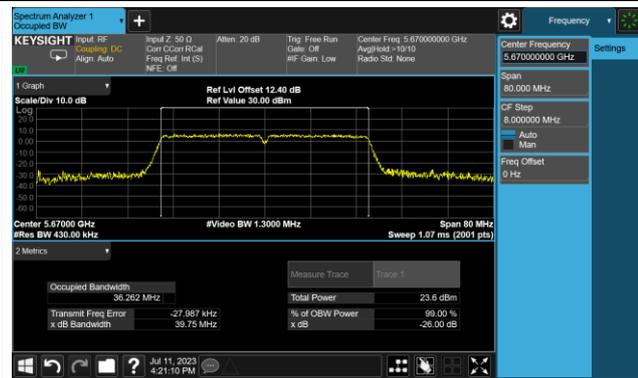 Spectrum Analyzer 1
Occupied BW
Frequency
KEYSIGHT
Input: RF
Coupling: DC
Align: Auto
Input Z: 50 Ω
Corr CCorr RCal
Freq Ref: Int (S)
NFE: Off
Atten: 20 dB
Trig: Free Run
Gate: Off
#IF Gain: Low
Center Freq: 5.670000000 GHz
Avg|Hold:>10/10
Radio Std: None
Center Frequency
5.670000000 GHz
Settings
Span
80.000 MHz
CF Step
8.000000 MHz
Auto
Man
Freq Offset
0 Hz
1 Graph
Scale/Div 10.0 dB
Ref Lvl Offset 12.40 dB
Ref Value 30.00 dBm
Log
20.0
10.0
0.00
-10.0
-20.0
-30.0
-40.0
-50.0
-60.0
Center 5.67000 GHz
#Res BW 430.00 kHz
#Video BW 1.3000 MHz
Span 80 MHz
Sweep 1.07 ms (2001 pts)
2 Metrics
Measure Trace
Trace 1
Occupied Bandwidth
36.262 MHz
Total Power
23.6 dBm
Transmit Freq Error
-27.987 kHz
% of OBW Power
99.00 %
x dB Bandwidth
39.75 MHz
x dB
-26.00 dB
Jul 11, 2023
4:21:10 PM